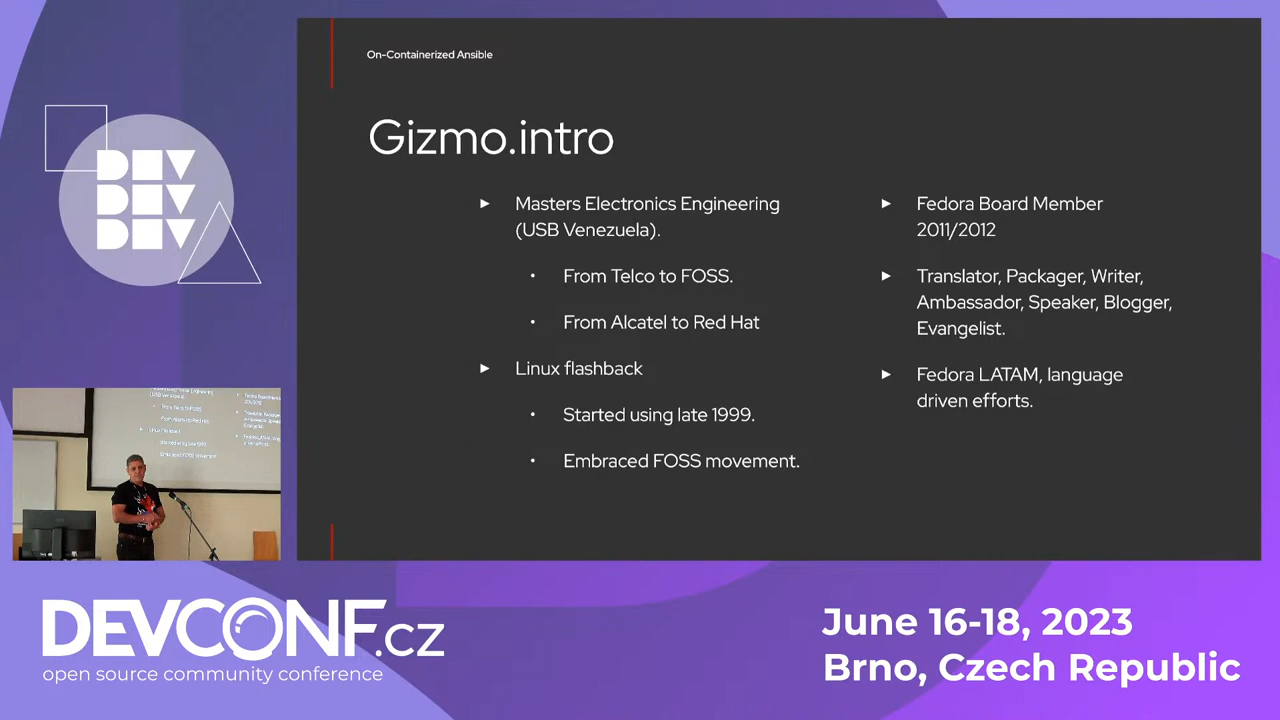 On-Containerized Ansible
Gizmo.intro
► Masters Electronics Engineering
(USB Venezuela).
• From Telco to FOSS.
• From Alcatel to Red Hat
► Linux flashback
• Started using late 1999.
• Embraced FOSS movement.
► Fedora Board Member
2011/2012
► Translator, Packager, Writer,
Ambassador, Speaker, Blogger,
Evangelist.
► Fedora LATAM, language
driven efforts.
DEV
DEV
DEV
DEVCONF.cz
open source community conference
June 16-18, 2023
Brno, Czech Republic